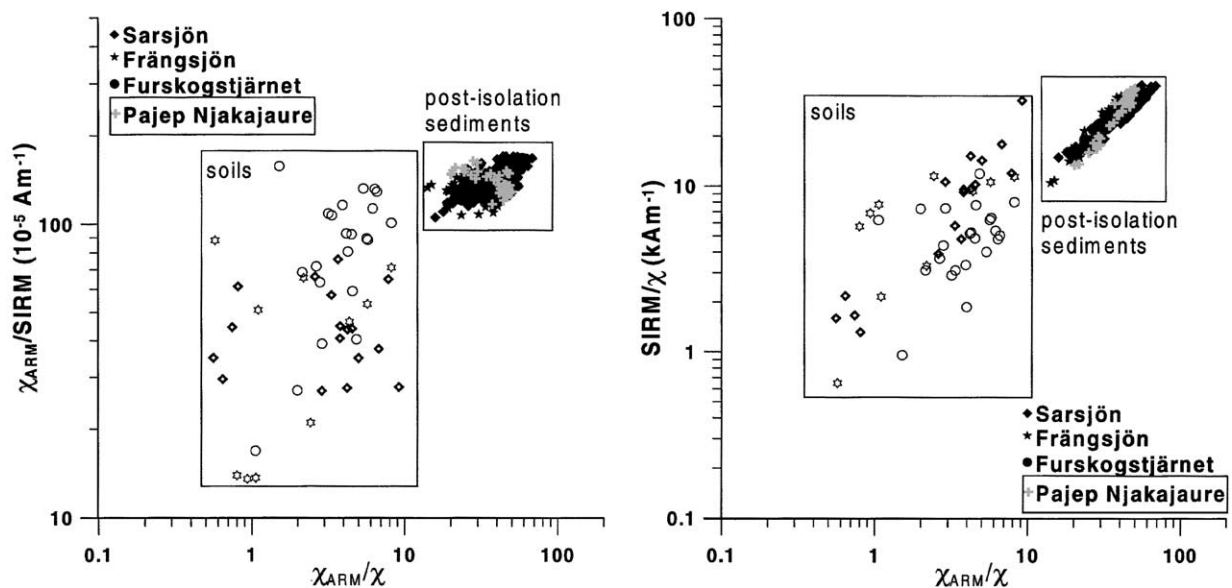 Sarsjön
Frängsjön
Furskogstjärnet
Pajep Njakajaure
post-isolation
sediments
soils
100
10
χARM/SIRM (10⁻⁵ Am⁻¹)
0.1
1
10
100
χARM/χ
100
10
1
0.1
SIRM/χ (kAm⁻¹)
soils
post-isolation
sediments
Sarsjön
Frängsjön
Furskogstjärnet
Pajep Njakajaure
0.1
1
10
100
χARM/χ